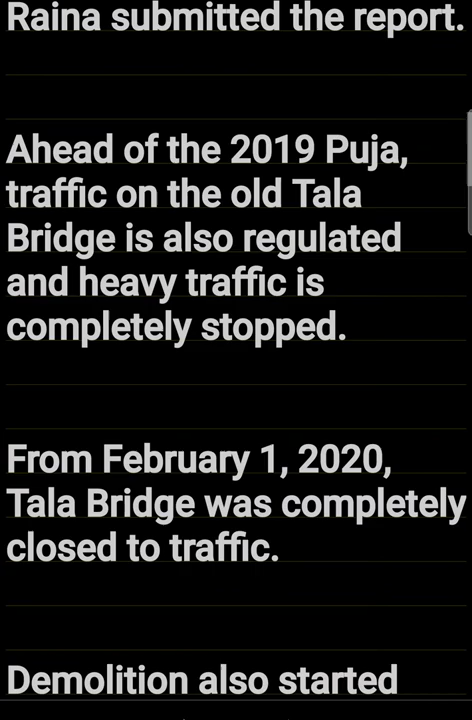 Raina submitted the report.
Ahead of the 2019 Puja,
traffic on the old Tala
Bridge is also regulated
and heavy traffic is
completely stopped.
From February 1, 2020,
Tala Bridge was completely
closed to traffic.
Demolition also started